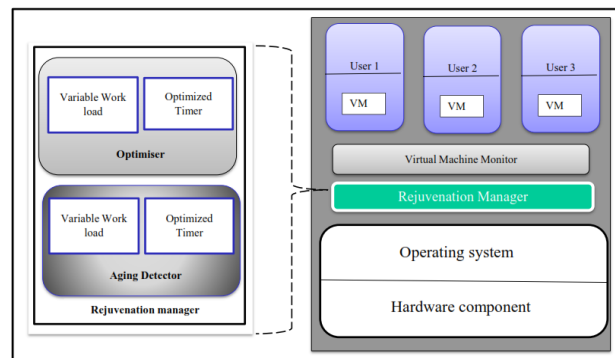 Variable Work
load
Optimized
Timer
Optimiser
Variable Work
load
Optimized
Timer
Aging Detector
Rejuvenation manager
User 1
User 2
User 3
VM
VM
VM
Virtual Machine Monitor
Rejuvenation Manager
Operating system
Hardware component